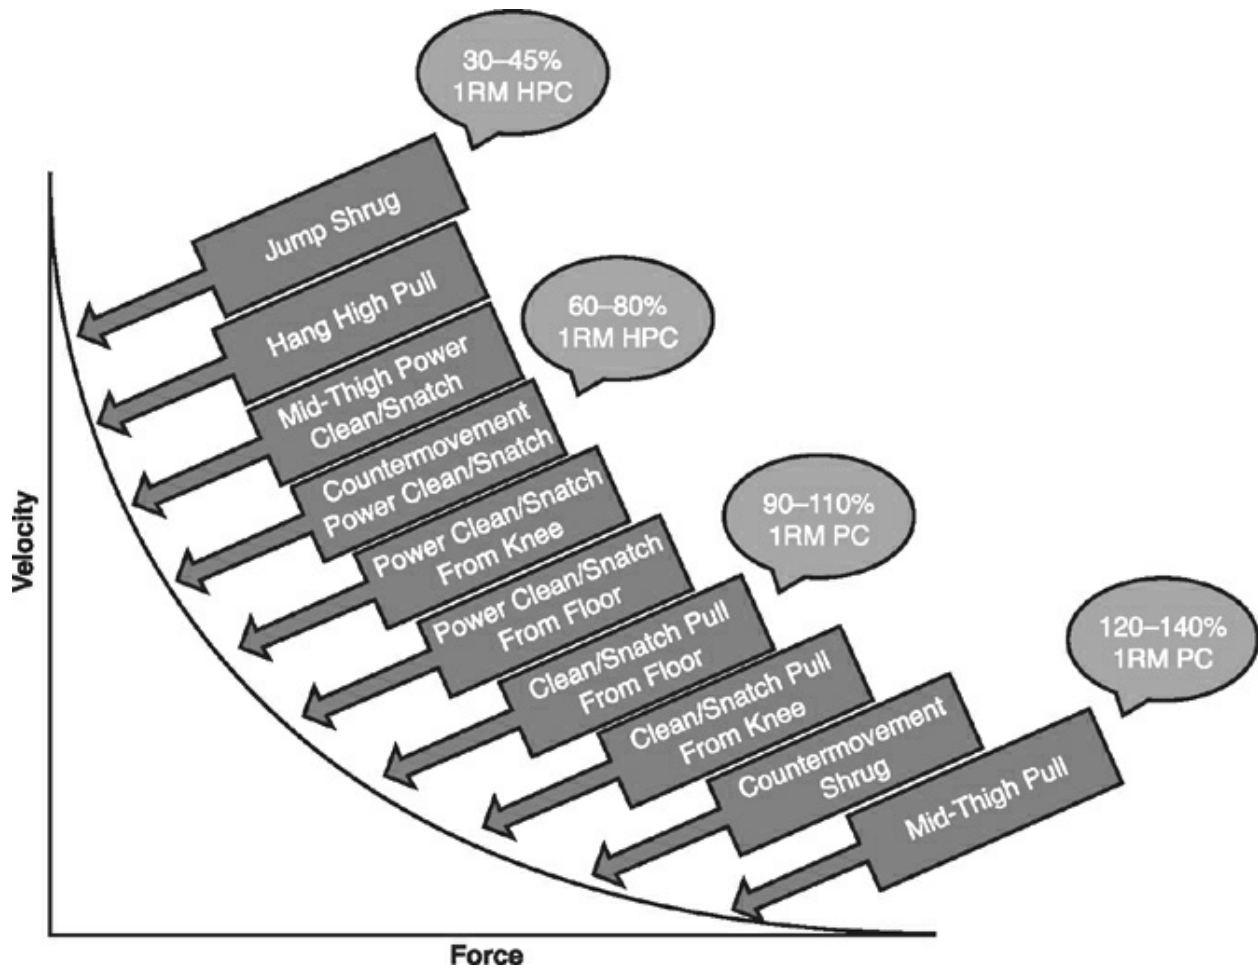 30–45%
1RM HPC
Jump Shrug
Hang High Pull
60–80%
1RM HPC
Mid-Thigh Power
Clean/Snatch
Countermovement
Power Clean/Snatch
Power Clean/Snatch
From Knee
90–110%
1RM PC
Power Clean/Snatch
From Floor
Clean/Snatch Pull
From Floor
Clean/Snatch Pull
From Knee
120–140%
1RM PC
Countermovement
Shrug
Mid-Thigh Pull
Velocity
Force